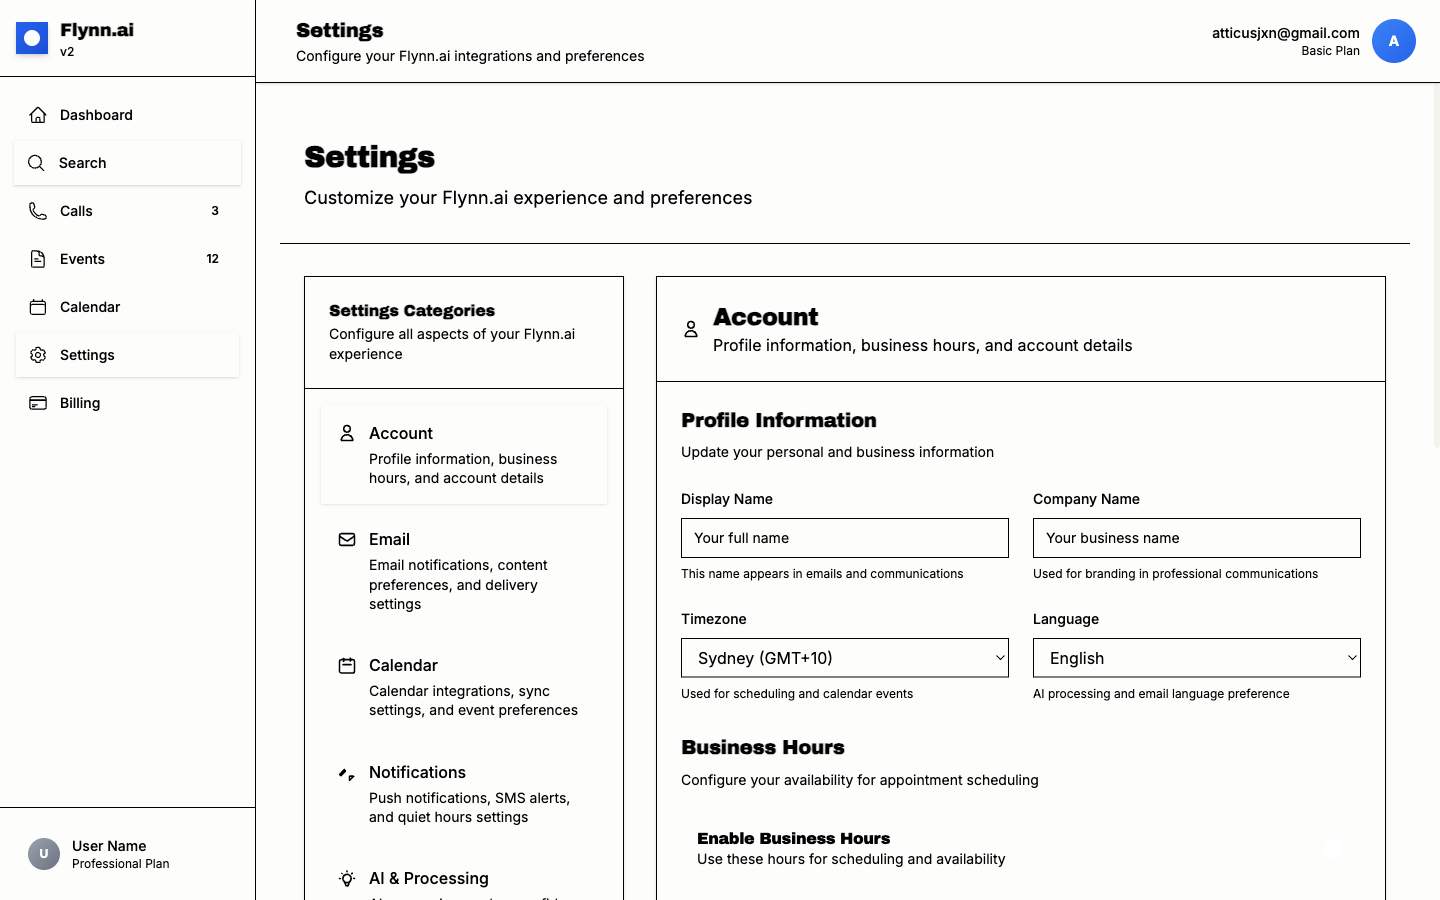 Flynn.ai
v2
Dashboard
Search
Calls 3
Events 12
Calendar
Settings
Billing
User Name
U
Professional Plan
Settings
Configure your Flynn.ai integrations and preferences
atticusjxn@gmail.com
Basic Plan
A
Settings
Customize your Flynn.ai experience and preferences
Settings Categories
Configure all aspects of your Flynn.ai
experience
Account
Profile information, business
hours, and account details
Email
Email notifications, content
preferences, and delivery
settings
Calendar
Calendar integrations, sync
settings, and event preferences
Notifications
Push notifications, SMS alerts,
and quiet hours settings
AI & Processing
Account
Profile information, business hours, and account details
Profile Information
Update your personal and business information
Display Name
Your full name
This name appears in emails and communications
Company Name
Your business name
Used for branding in professional communications
Timezone
Sydney (GMT+10)
Used for scheduling and calendar events
Language
English
AI processing and email language preference
Business Hours
Configure your availability for appointment scheduling
Enable Business Hours
Use these hours for scheduling and availability